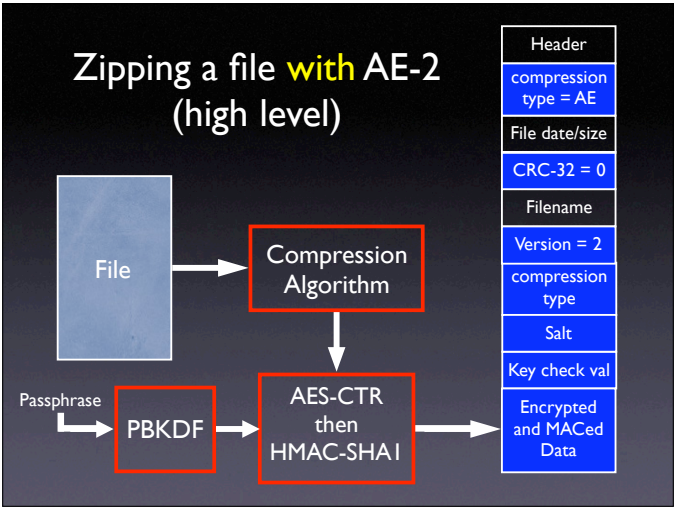 Zipping a file with AE-2
(high level)
File
Compression
Algorithm
Passphrase
PBKDF
AES-CTR
then
HMAC-SHA1
Header
compression
type = AE
File date/size
CRC-32 = 0
Filename
Version = 2
compression
type
Salt
Key check val
Encrypted
and MACed
Data